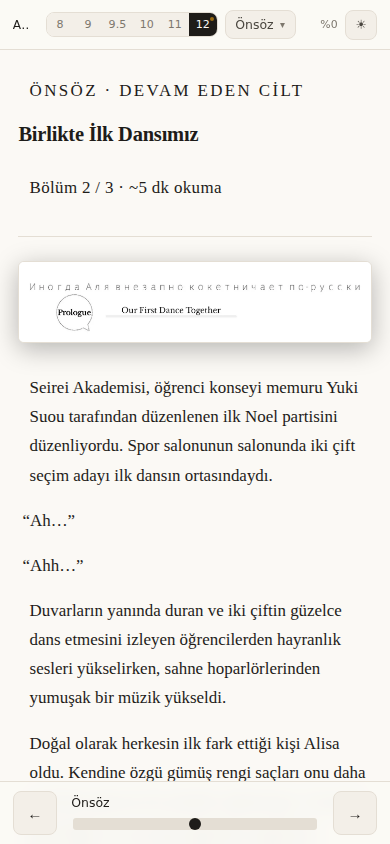 A..
8 9 9.5 10 11 12
Önsöz ▾
%0
☀
ÖNSÖZ · DEVAM EDEN CİLT
Birlikte İlk Dansımız
Bölüm 2 / 3 · ~5 dk okuma
Иногда Аля внезапно кокетничает по-русски
Prologue
Our First Dance Together
Seirei Akademisi, öğrenci konseyi memuru Yuki
Suou tarafından düzenlenen ilk Noel partisini
düzenliyordu. Spor salonunun salonunda iki çift
seçim adayı ilk dansın ortasındaydı.
“Ah…”
“Ahh…”
Duvarların yanında duran ve iki çiftin güzelce
dans etmesini izleyen öğrencilerden hayranlık
sesleri yükselirken, sahne hoparlörlerinden
yumuşak bir müzik yükseldi.
Doğal olarak herkesin ilk fark ettiği kişi Alisa
oldu. Kendine özgü gümüş rengi saçları onu daha
←
Önsöz
→